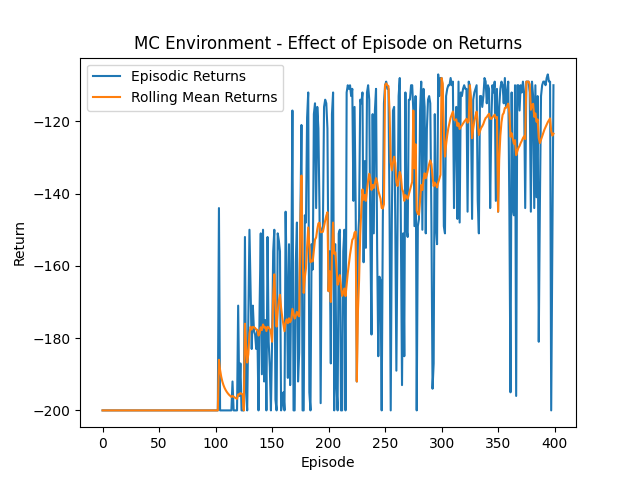 MC Environment - Effect of Episode on Returns
Episodic Returns
Rolling Mean Returns
−120
−140
−160
−180
−200
Return
0 50 100 150 200 250 300 350 400
Episode